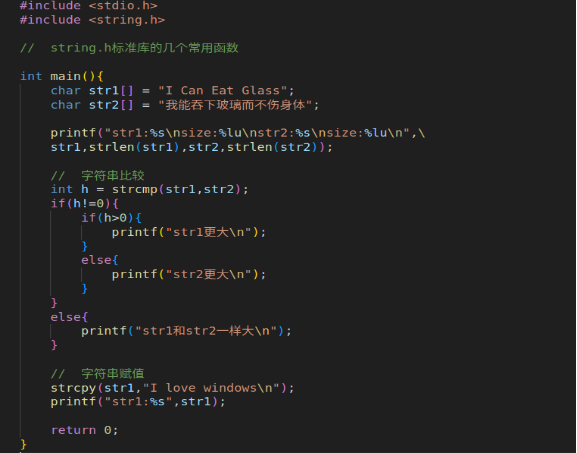 #include <stdio.h>
#include <string.h>
//  string.h标准库的几个常用函数
int main(){
    char str1[] = "I Can Eat Glass";
    char str2[] = "我能吞下玻璃而不伤身体";
    printf("str1:%s\nsize:%lu\nstr2:%s\nsize:%lu\n",\
    str1,strlen(str1),str2,strlen(str2));
    //  字符串比较
    int h = strcmp(str1,str2);
    if(h!=0){
        if(h>0){
            printf("str1更大\n");
        }
        else{
            printf("str2更大\n");
        }
    }
    else{
        printf("str1和str2一样大\n");
    }
    //  字符串赋值
    strcpy(str1,"I love windows\n");
    printf("str1:%s",str1);
    return 0;
}